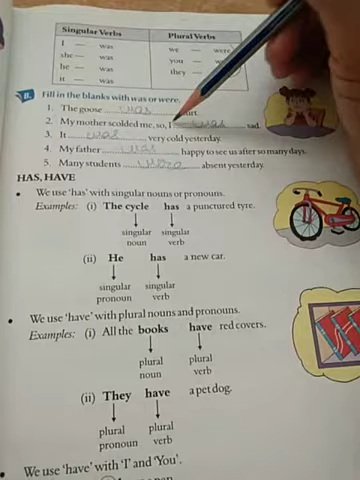 Singular Verbs Plural Verbs
I — was we — were
she — was you —
he — was they —
it — was
B. Fill in the blanks with was or were.
1. The goose was
2. My mother scolded me, so, I was sad.
3. It was very cold yesterday.
4. My father was happy to see us after so many days.
5. Many students were absent yesterday.
HAS, HAVE
• We use 'has' with singular nouns or pronouns.
Examples: (i) The cycle has a punctured tyre.
singular singular
noun verb
(ii) He has a new car.
singular singular
pronoun verb
• We use 'have' with plural nouns and pronouns.
Examples: (i) All the books have red covers.
plural plural
noun verb
(ii) They have a pet dog.
plural plural
pronoun verb
• We use 'have' with 'I' and 'You'.